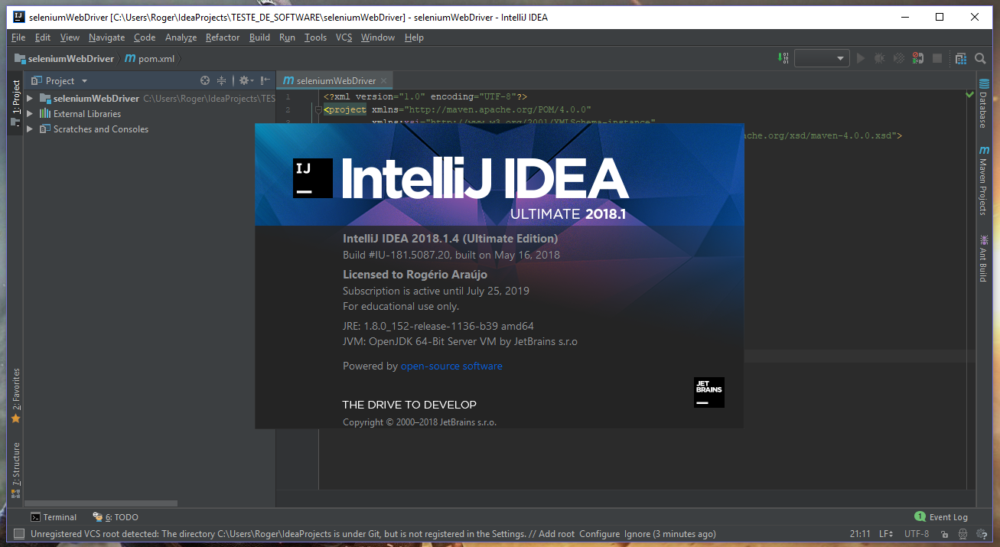 seleniumWebDriver [C:\Users\Roger\IdeaProjects\TESTE_DE_SOFTWARE\seleniumWebDriver] - seleniumWebDriver - IntelliJ IDEA
File Edit View Navigate Code Analyze Refactor Build Run Tools VCS Window Help
seleniumWebDriver m pom.xml
1: Project
Project
m seleniumWebDriver
seleniumWebDriver C:\Users\Roger\IdeaProjects\TES
External Libraries
Scratches and Consoles
1 <?xml version="1.0" encoding="UTF-8"?>
2 <project xmlns="http://maven.apache.org/POM/4.0.0"
xmlns:xsi="http://www.w3.org/2001/XMLSchema-instance"
ache.org/xsd/maven-4.0.0.xsd">
IJ
IntelliJ IDEA
ULTIMATE 2018.1
IntelliJ IDEA 2018.1.4 (Ultimate Edition)
Build #IU-181.5087.20, built on May 16, 2018
Licensed to Rogério Araújo
Subscription is active until July 25, 2019
For educational use only.
JRE: 1.8.0_152-release-1136-b39 amd64
JVM: OpenJDK 64-Bit Server VM by JetBrains s.r.o
Powered by open-source software
THE DRIVE TO DEVELOP
Copyright © 2000–2018 JetBrains s.r.o.
JET
BRAINS
Database
m Maven Project
Ant Build
2: Favorites
7: Structure
Terminal 6: TODO
1 Event Log
Unregistered VCS root detected: The directory C:\Users\Roger\IdeaProjects is under Git, but is not registered in the Settings. // Add root Configure Ignore (3 minutes ago)
21:11 LF UTF-8